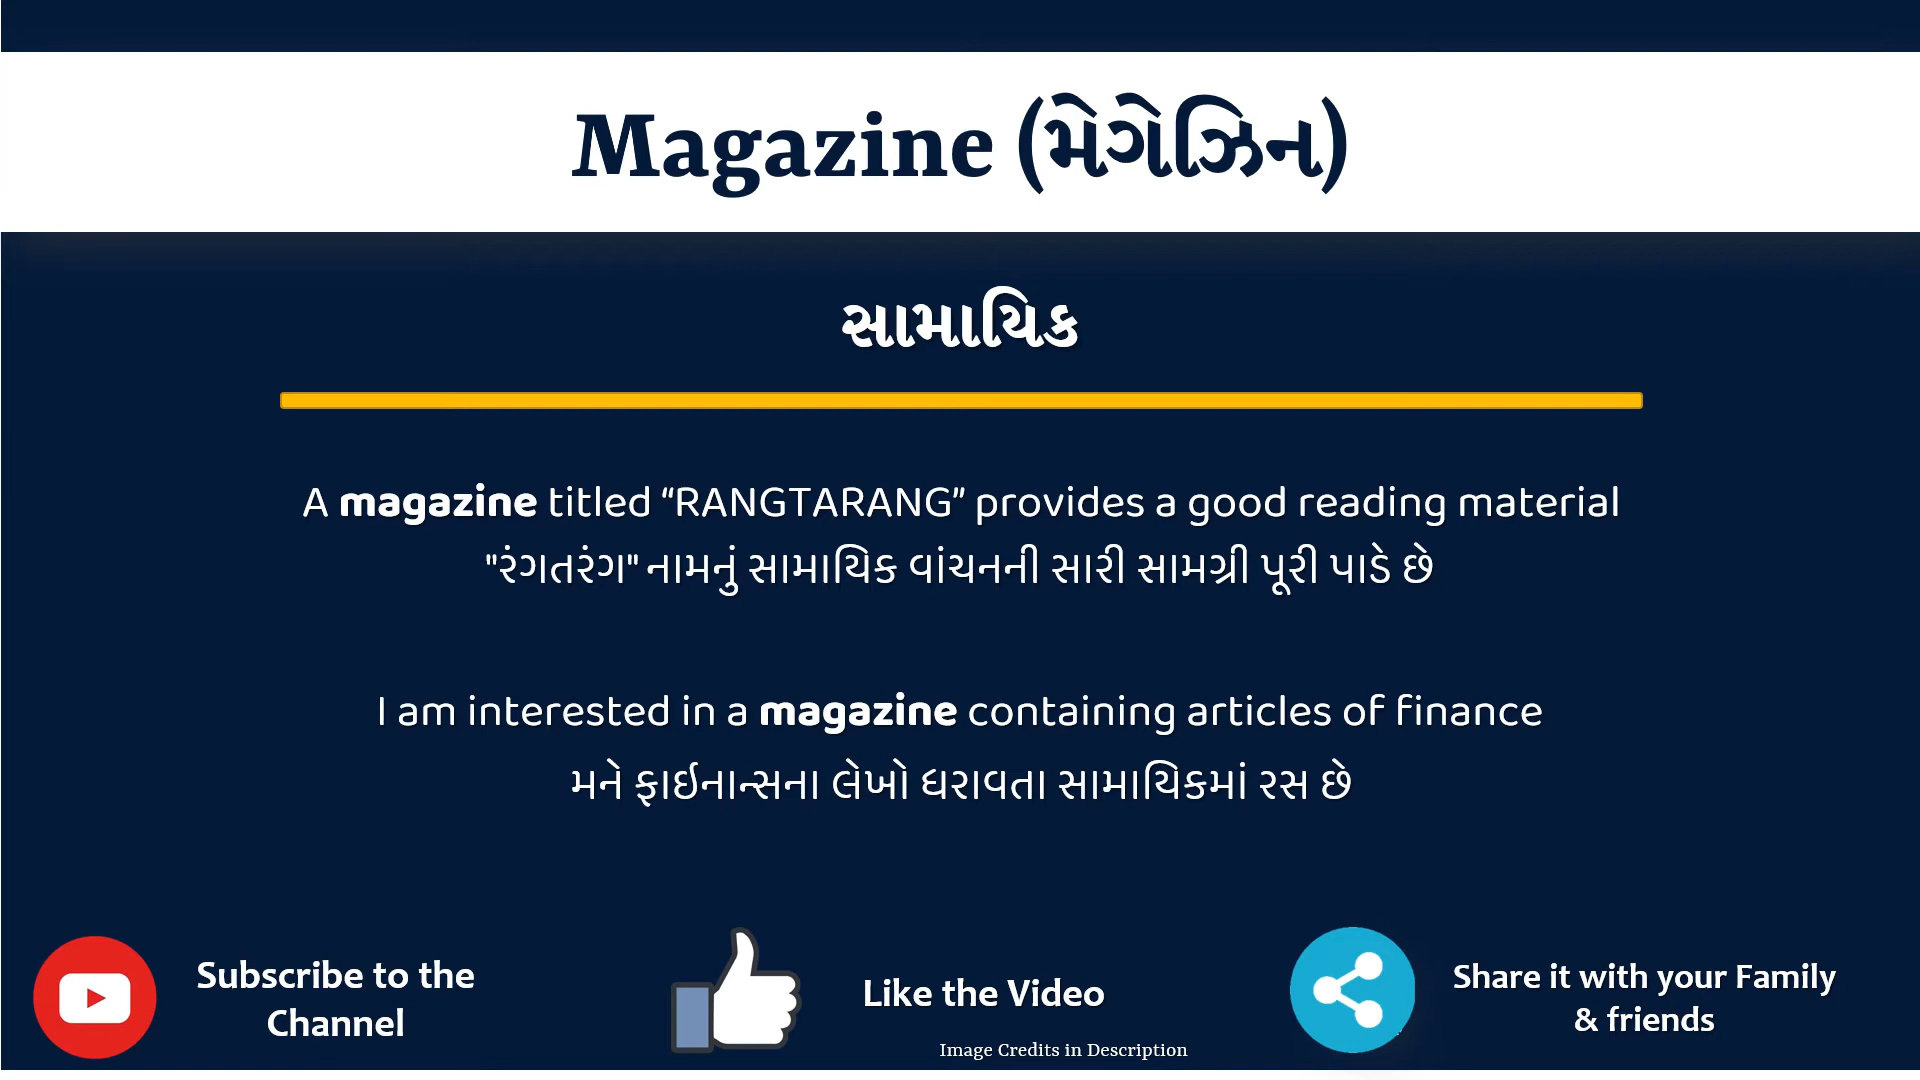 Magazine (મેગેઝિન)
સામાયિક
A magazine titled “RANGTARANG” provides a good reading material
"રંગતરંગ" નામનું સામાયિક વાંચનની સારી સામગ્રી પૂરી પાડે છે
I am interested in a magazine containing articles of finance
મને ફાઇનાન્સના લેખો ધરાવતા સામાયિકમાં રસ છે
Subscribe to the
Channel
Like the Video
Share it with your Family
& friends
Image Credits in Description